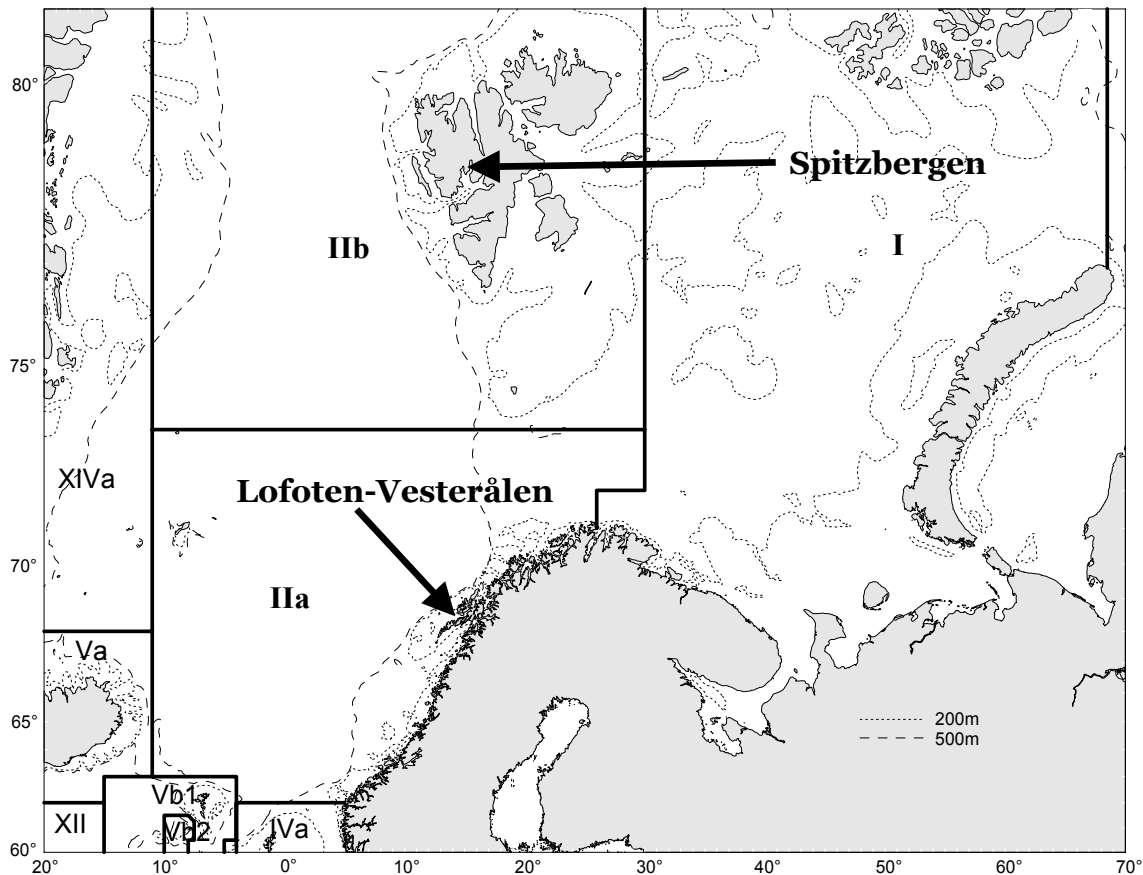 80°
Spitzbergen
IIb
I
75°
XIVa
Lofoten-Vesterålen
70°
IIa
Va
65°
200m
500m
Vb1
XII
Vb2
IVa
60°
20° 10° 0° 10° 20° 30° 40° 50° 60° 70°